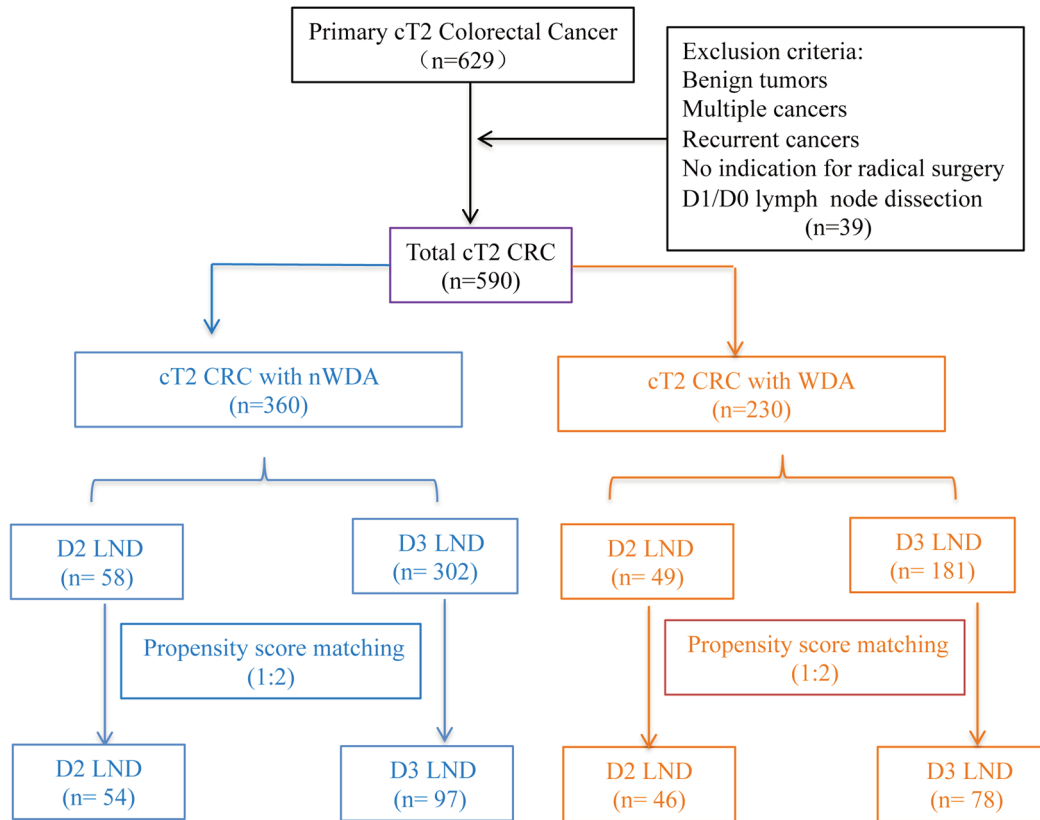 Primary cT2 Colorectal Cancer
（n=629）
Exclusion criteria:
Benign tumors
Multiple cancers
Recurrent cancers
No indication for radical surgery
D1/D0 lymph node dissection
(n=39)
Total cT2 CRC
(n=590)
cT2 CRC with nWDA
(n=360)
cT2 CRC with WDA
(n=230)
D2 LND
(n= 58)
D3 LND
(n= 302)
D2 LND
(n= 49)
D3 LND
(n= 181)
Propensity score matching
(1:2)
Propensity score matching
(1:2)
D2 LND
(n= 54)
D3 LND
(n= 97)
D2 LND
(n= 46)
D3 LND
(n= 78)